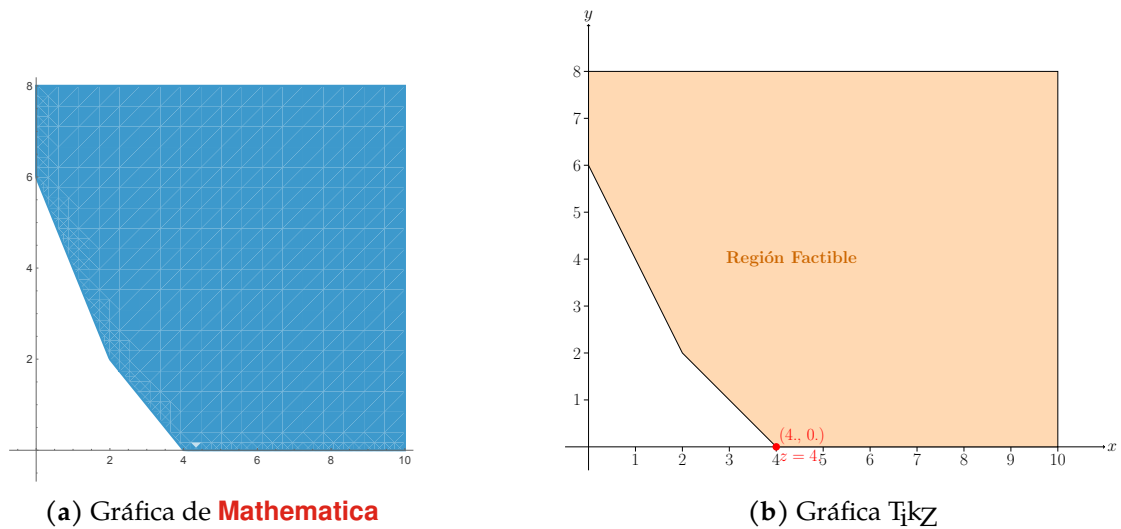 8
6
4
2
2 4 6 8 10
(a) Gráfica de Mathematica
y
8
7
6
5
4
3
2
1
Región Factible
(4., 0.)
z = 4.
1 2 3 4 5 6 7 8 9 10 x
(b) Gráfica TikZ